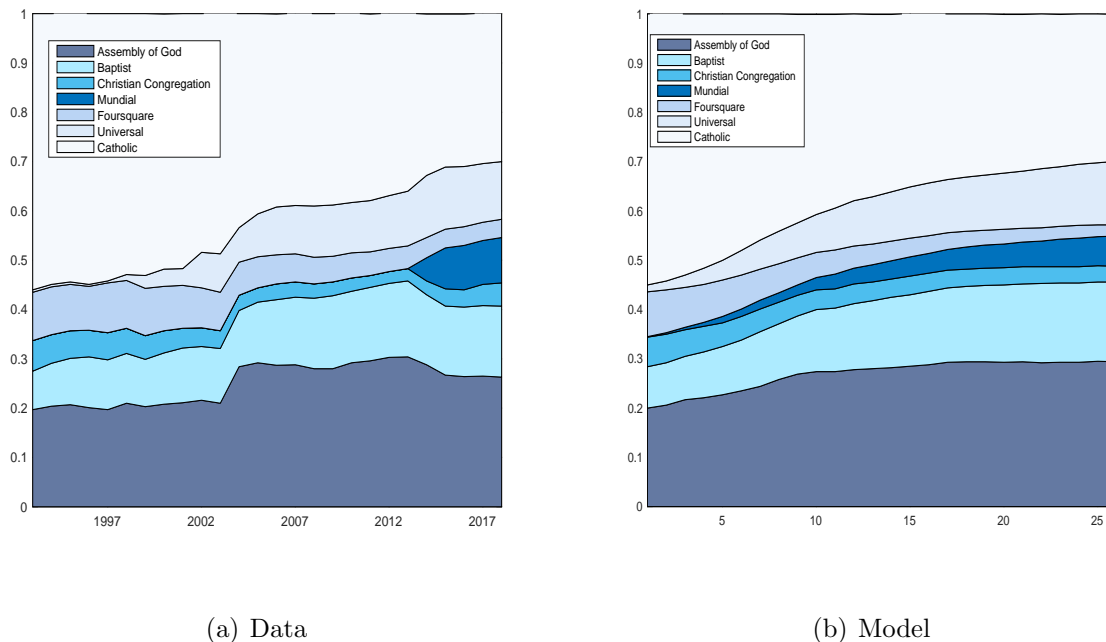 1
0.9
0.8
0.7
0.6
0.5
0.4
0.3
0.2
0.1
0
Assembly of God
Baptist
Christian Congregation
Mundial
Foursquare
Universal
Catholic
1997 2002 2007 2012 2017
(a) Data
1
0.9
0.8
0.7
0.6
0.5
0.4
0.3
0.2
0.1
0
Assembly of God
Baptist
Christian Congregation
Mundial
Foursquare
Universal
Catholic
5 10 15 20 25
(b) Model